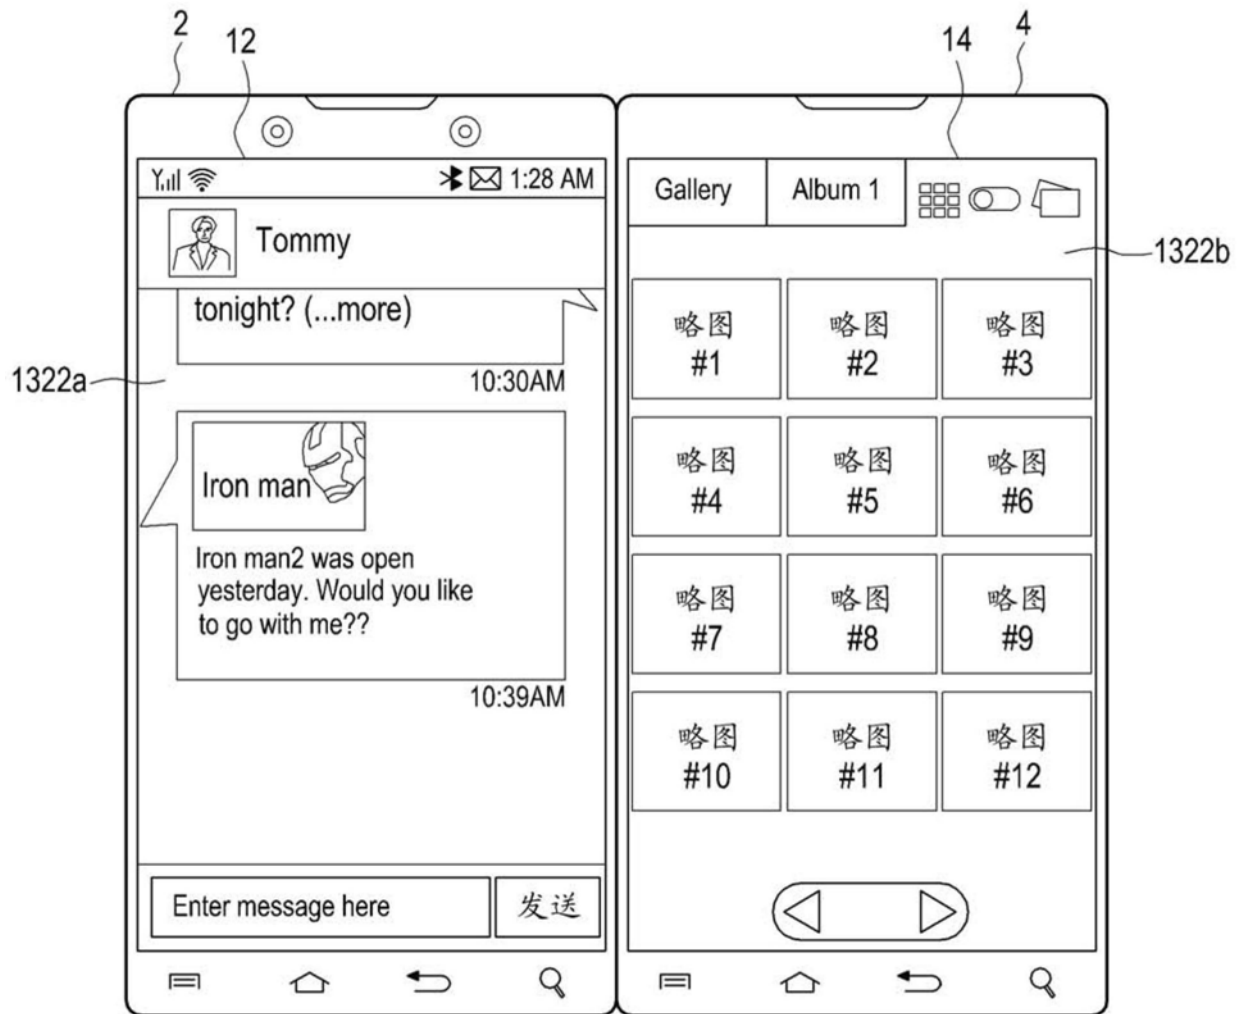 2
12
14
4
1:28 AM
Tommy
tonight? (...more)
10:30AM
1322a
Iron man
Iron man2 was open
yesterday. Would you like
to go with me??
10:39AM
Enter message here
发送
Gallery
Album 1
1322b
略图
#1
略图
#2
略图
#3
略图
#4
略图
#5
略图
#6
略图
#7
略图
#8
略图
#9
略图
#10
略图
#11
略图
#12